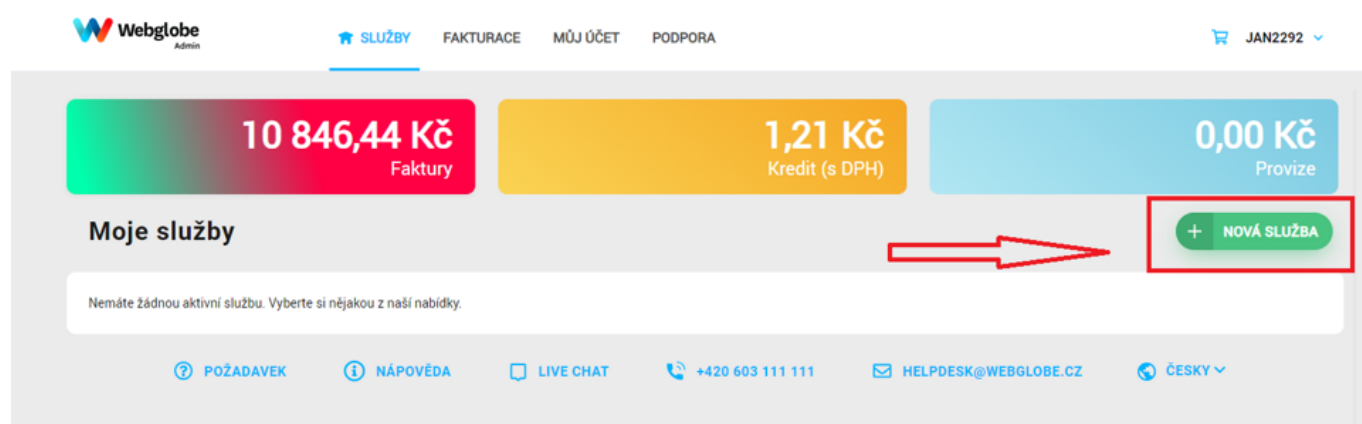 Webglobe
Admin
SLUŽBY FAKTURACE MŮJ ÚČET PODPORA JAN2292
10 846,44 Kč
Faktury
1,21 Kč
Kredit (s DPH)
0,00 Kč
Provize
Moje služby
+ NOVÁ SLUŽBA
Nemáte žádnou aktivní službu. Vyberte si nějakou z naší nabídky.
POŽADAVEK NÁPOVĚDA LIVE CHAT +420 603 111 111 HELPDESK@WEBGLOBE.CZ ČESKY